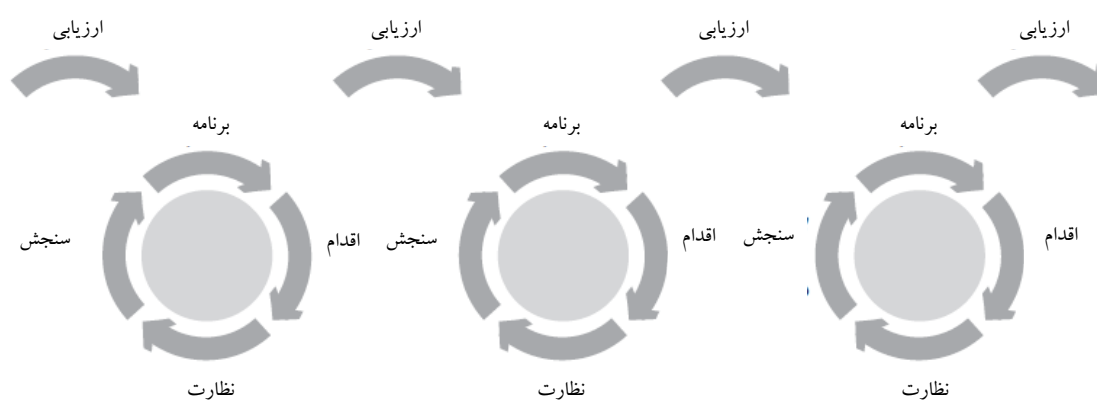 ارزیابی
ارزیابی
ارزیابی
ارزیابی
برنامه
برنامه
برنامه
اقدام
سنجش
اقدام
سنجش
اقدام
سنجش
نظارت
نظارت
نظارت